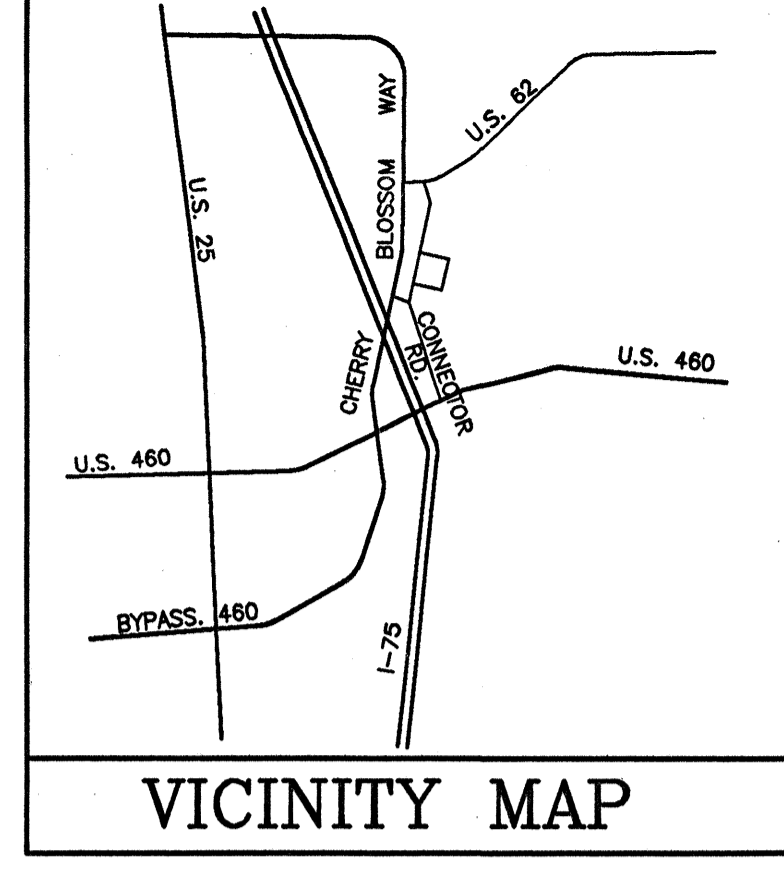 U.S. 62
WAY
BLOSSOM
U.S. 25
CHERRY
CONNECTOR
RD.
U.S. 460
U.S. 460
BYPASS. 460
I-75
VICINITY MAP